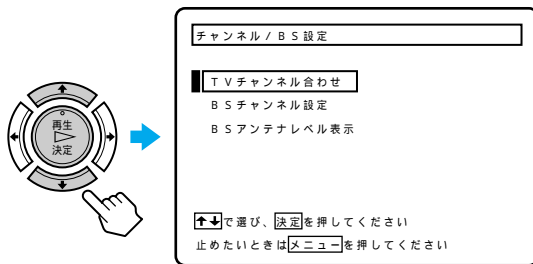 チャンネル/BS設定
TVチャンネル合わせ
BSチャンネル設定
BSアンテナレベル表示
再生
決定
↑↓で選び、決定を押してください
止めたいときはメニューを押してください